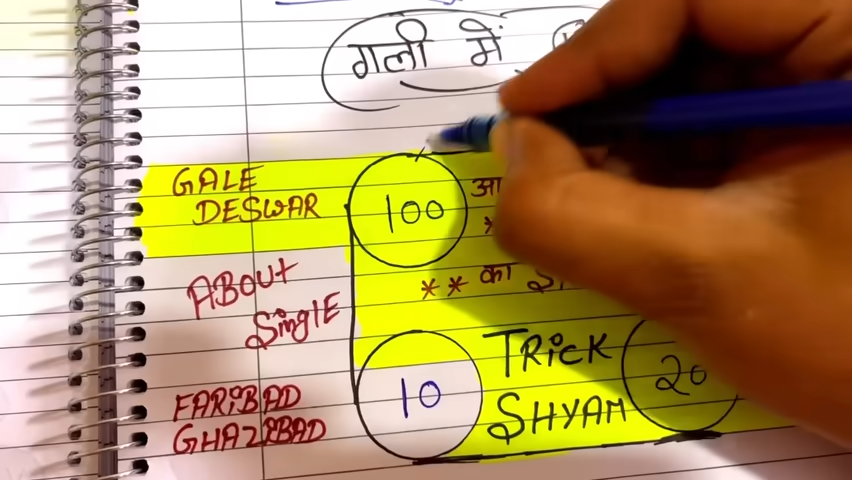 गली में
GALE
DESWAR
100
आ
*
ABOUT
SinglE
** का
FARiBAD
GHAZiBAD
10
TRicK
SHYAM
20